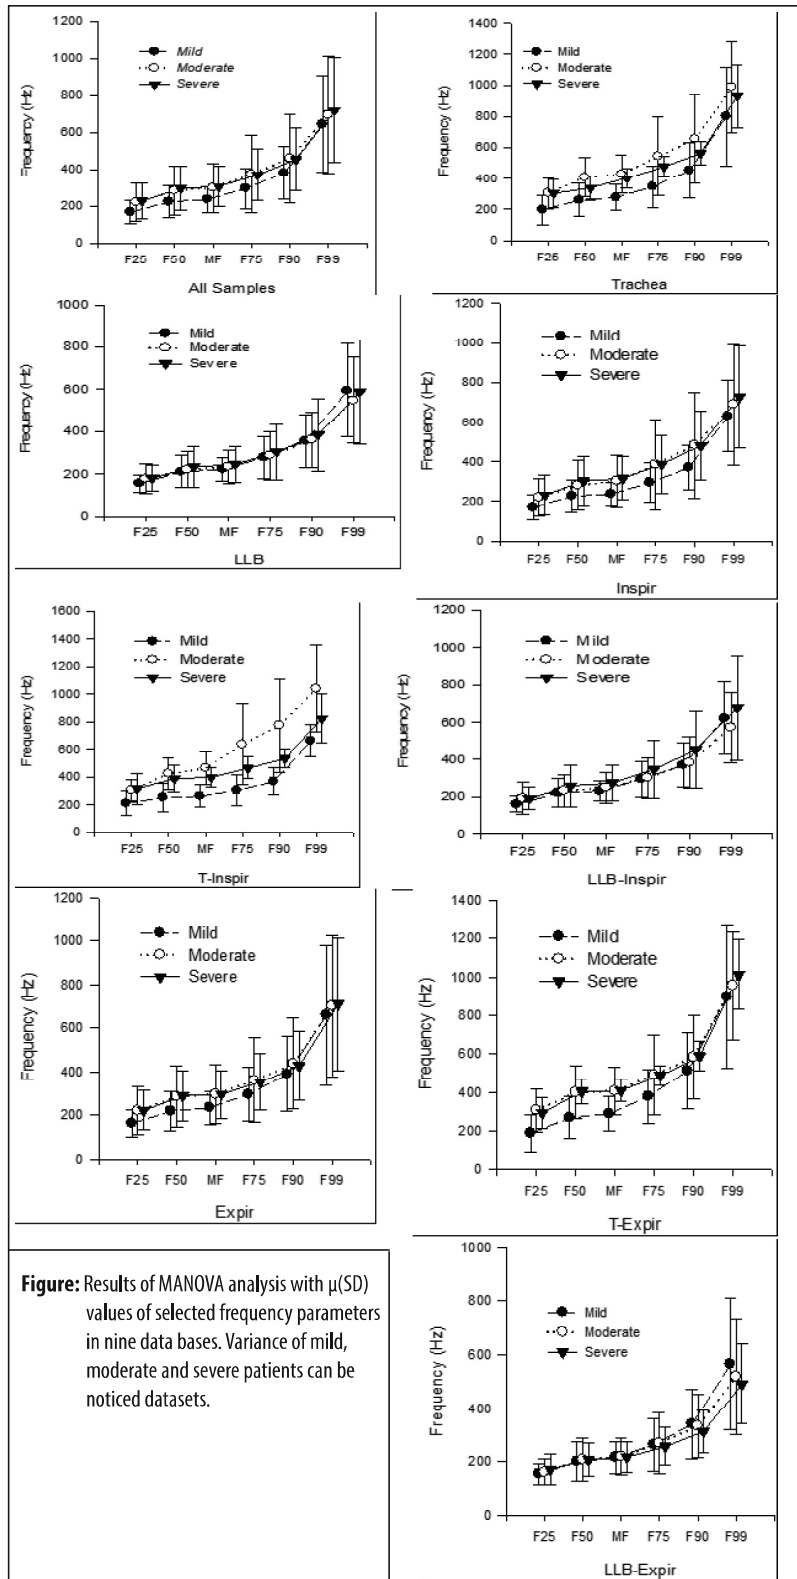 1200
1000
800
600
400
200
0
Frequency (Hz)
Mild
Moderate
Severe
F25 F50 MF F75 F90 F99
All Samples
1400
1200
1000
800
600
400
200
0
Frequency (Hz)
Mild
Moderate
Severe
F25 F50 MF F75 F90 F99
Trachea
1000
800
600
400
200
0
Frequency (Hz)
Mild
Moderate
Severe
F25 F50 MF F75 F90 F99
LLB
1200
1000
800
600
400
200
0
Frequency (Hz)
Mild
Moderate
Severe
F25 F50 MF F75 F90 F99
Inspir
1600
1400
1200
1000
800
600
400
200
0
Frequency (Hz)
Mild
Moderate
Severe
F25 F50 MF F75 F90 F99
T-Inspir
1200
1000
800
600
400
200
0
Frequency (Hz)
Mild
Moderate
Severe
F25 F50 MF F75 F90 F99
LLB-Inspir
1200
1000
800
600
400
200
0
Frequency (Hz)
Mild
Moderate
Severe
F25 F50 MF F75 F90 F99
Expir
1400
1200
1000
800
600
400
200
0
Frequency (Hz)
Mild
Moderate
Severe
F25 F50 MF F75 F90 F99
T-Expir
Figure: Results of MANOVA analysis with μ(SD)
values of selected frequency parameters
in nine data bases. Variance of mild,
moderate and severe patients can be
noticed datasets.
1000
800
600
400
200
0
Frequency (Hz)
Mild
Moderate
Severe
F25 F50 MF F75 F90 F99
LLB-Expir